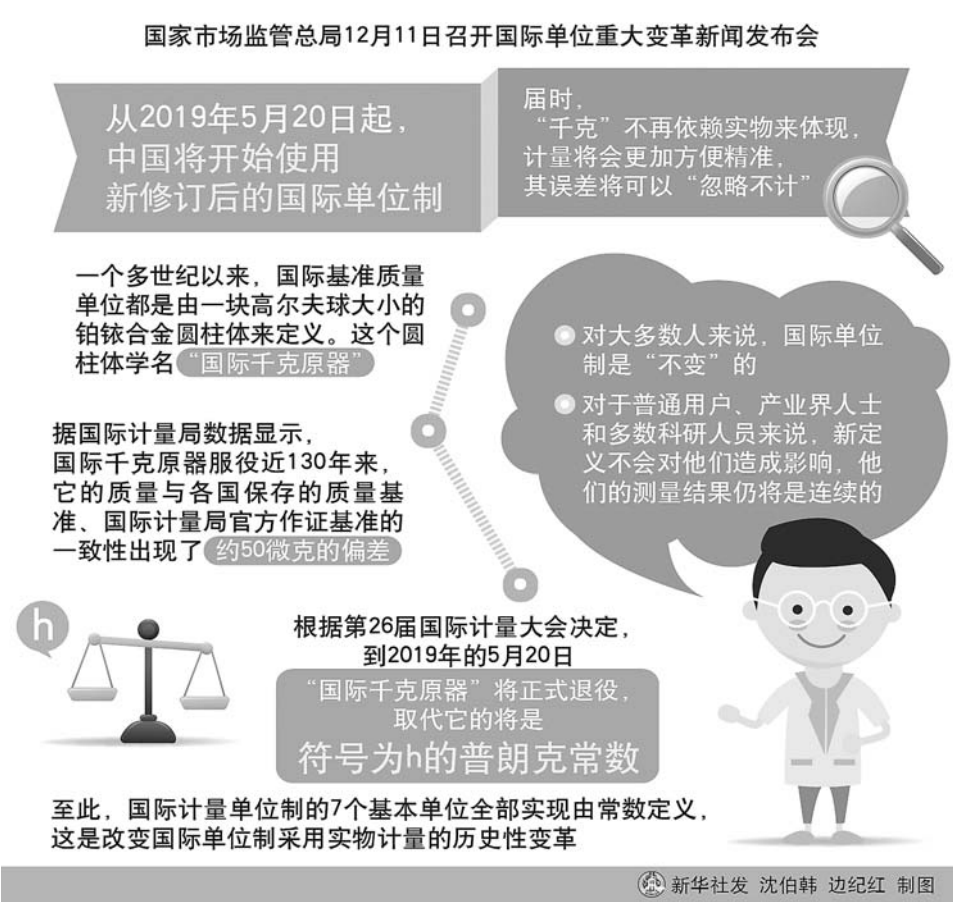 国家市场监管总局12月11日召开国际单位重大变革新闻发布会
从2019年5月20日起，
中国将开始使用
新修订后的国际单位制
届时，
“千克”不再依赖实物来体现，
计量将会更加方便精准，
其误差将可以“忽略不计”
一个多世纪以来，国际基准质量
单位都是由一块高尔夫球大小的
铂铱合金圆柱体来定义。这个圆
柱体学名“国际千克原器”
对大多数人来说，国际单位
制是“不变”的
对于普通用户、产业界人士
和多数科研人员来说，新定
义不会对他们造成影响，他
们的测量结果仍将是连续的
据国际计量局数据显示，
国际千克原器服役近130年来，
它的质量与各国保存的质量基
准、国际计量局官方作证基准的
一致性出现了约50微克的偏差
h
根据第26届国际计量大会决定，
到2019年的5月20日
“国际千克原器”将正式退役，
取代它的将是
符号为h的普朗克常数
至此，国际计量单位制的7个基本单位全部实现由常数定义，
这是改变国际单位制采用实物计量的历史性变革
新华社发 沈伯韩 边纪红 制图